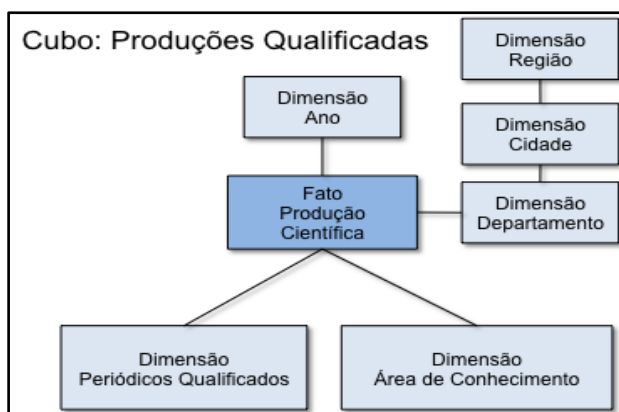 Cubo: Produções Qualificadas
Dimensão
Região
Dimensão
Ano
Dimensão
Cidade
Fato
Produção
Científica
Dimensão
Departamento
Dimensão
Periódicos Qualificados
Dimensão
Área de Conhecimento